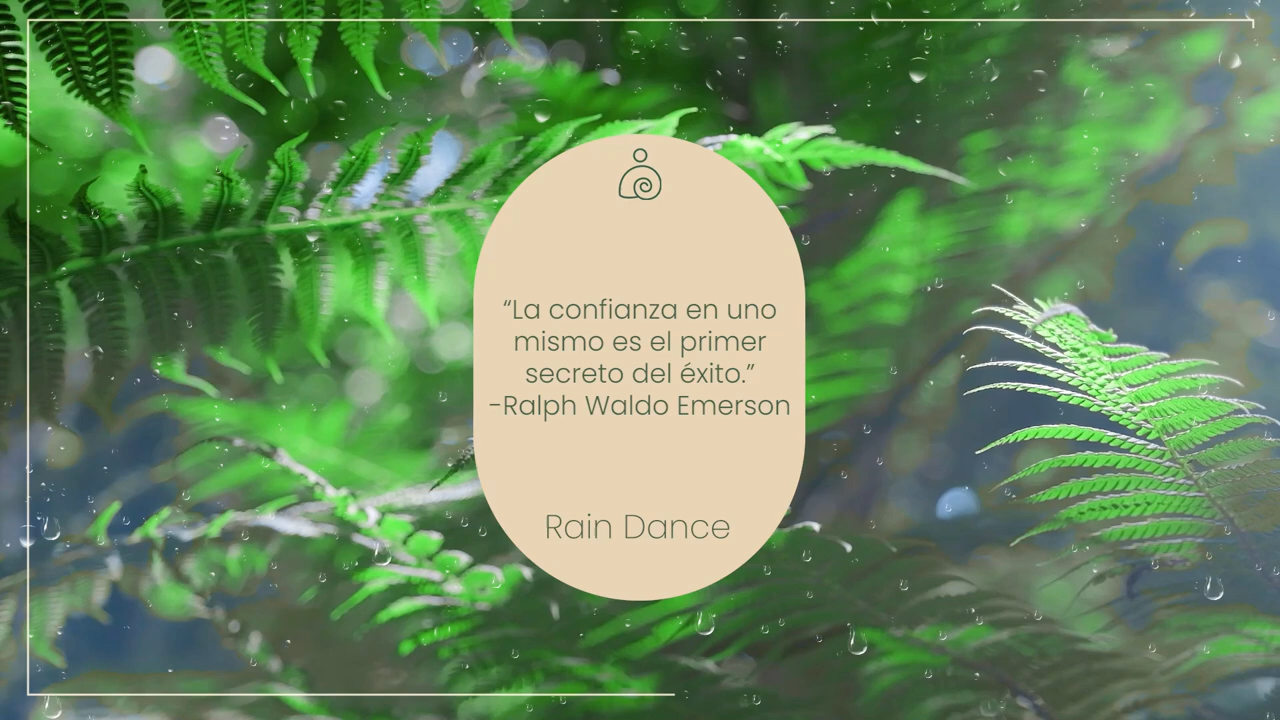 “La confianza en uno
mismo es el primer
secreto del éxito.”
-Ralph Waldo Emerson
Rain Dance